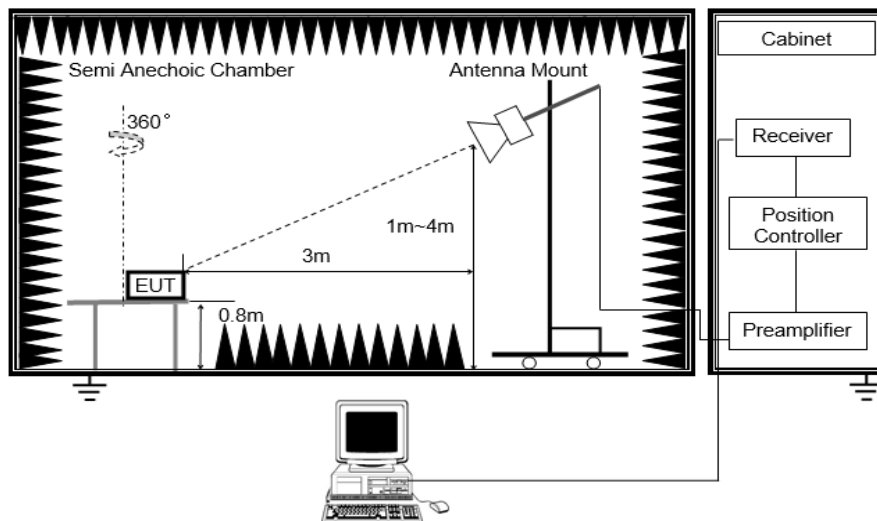 Semi Anechoic Chamber
Antenna Mount
Cabinet
360°
Receiver
1m~4m
Position
Controller
3m
EUT
0.8m
Preamplifier